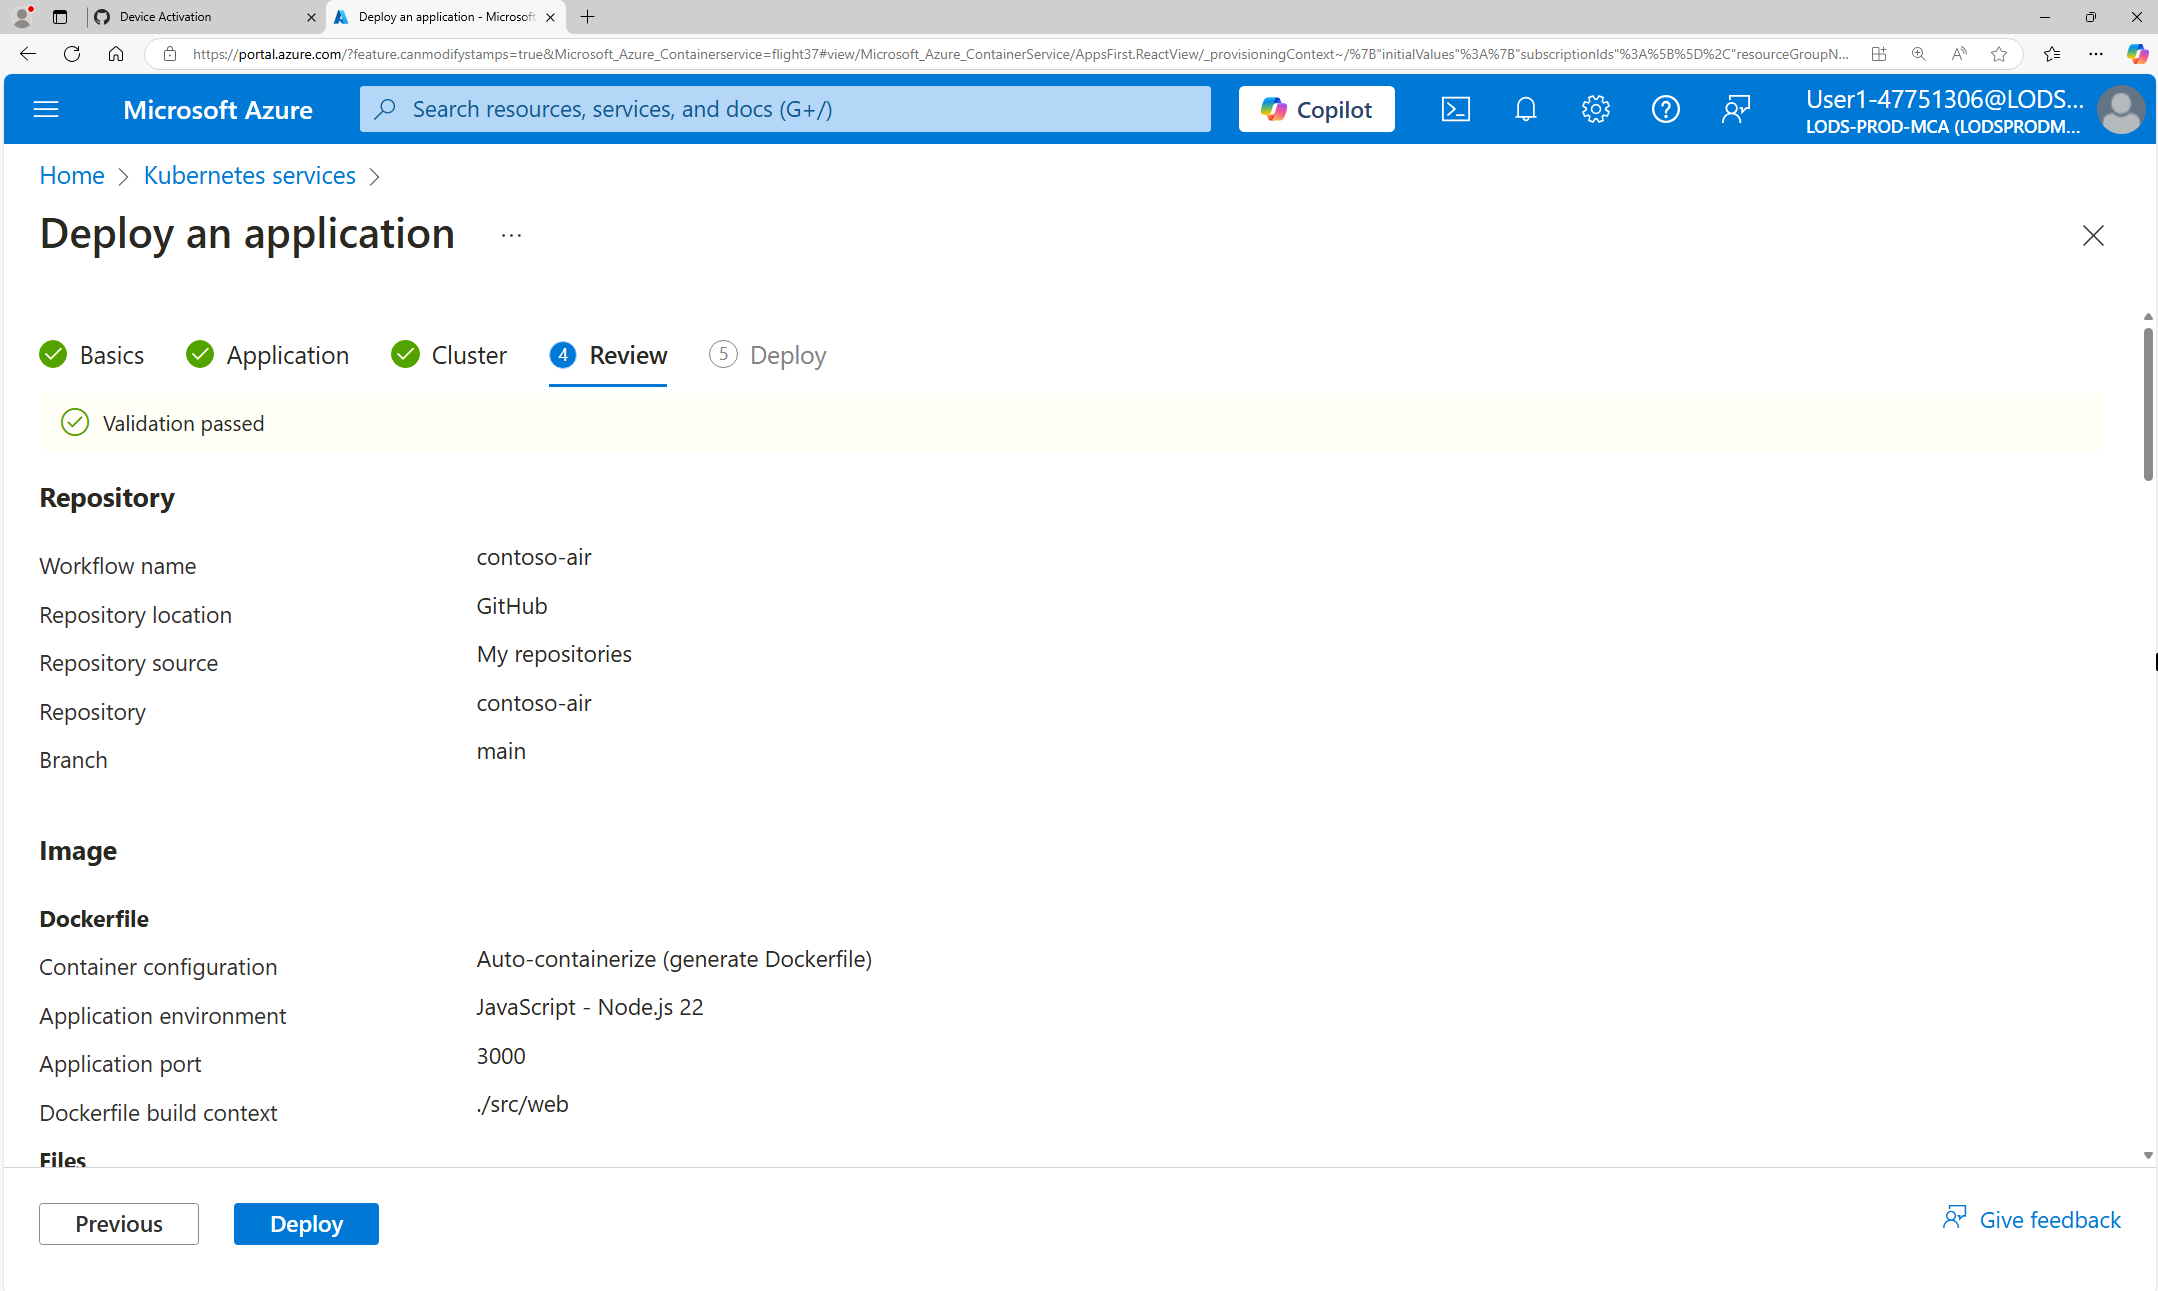 Device Activation
Deploy an application - Microsoft
https://portal.azure.com/?feature.canmodifystamps=true&Microsoft_Azure_Containerservice=flight37#view/Microsoft_Azure_ContainerService/AppsFirst.ReactView/_provisioningContext~/%7B"initialValues"%3A%7B"subscriptionIds"%3A%5B%5D%2C"resourceGroupN...
Microsoft Azure
Search resources, services, and docs (G+/)
Copilot
User1-47751306@LODS...
LODS-PROD-MCA (LODSPRODM...
Home
Kubernetes services
Deploy an application
...
Basics
Application
Cluster
4 Review
5 Deploy
Validation passed
Repository
Workflow name
contoso-air
Repository location
GitHub
Repository source
My repositories
Repository
contoso-air
Branch
main
Image
Dockerfile
Container configuration
Auto-containerize (generate Dockerfile)
Application environment
JavaScript - Node.js 22
Application port
3000
Dockerfile build context
./src/web
Files
Previous
Deploy
Give feedback